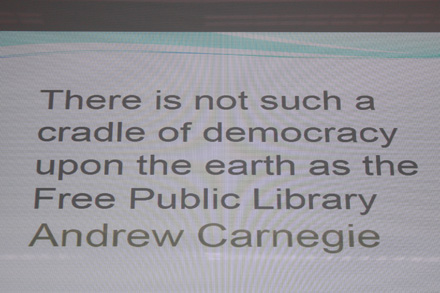 There is not such a
cradle of democracy
upon the earth as the
Free Public Library
Andrew Carnegie